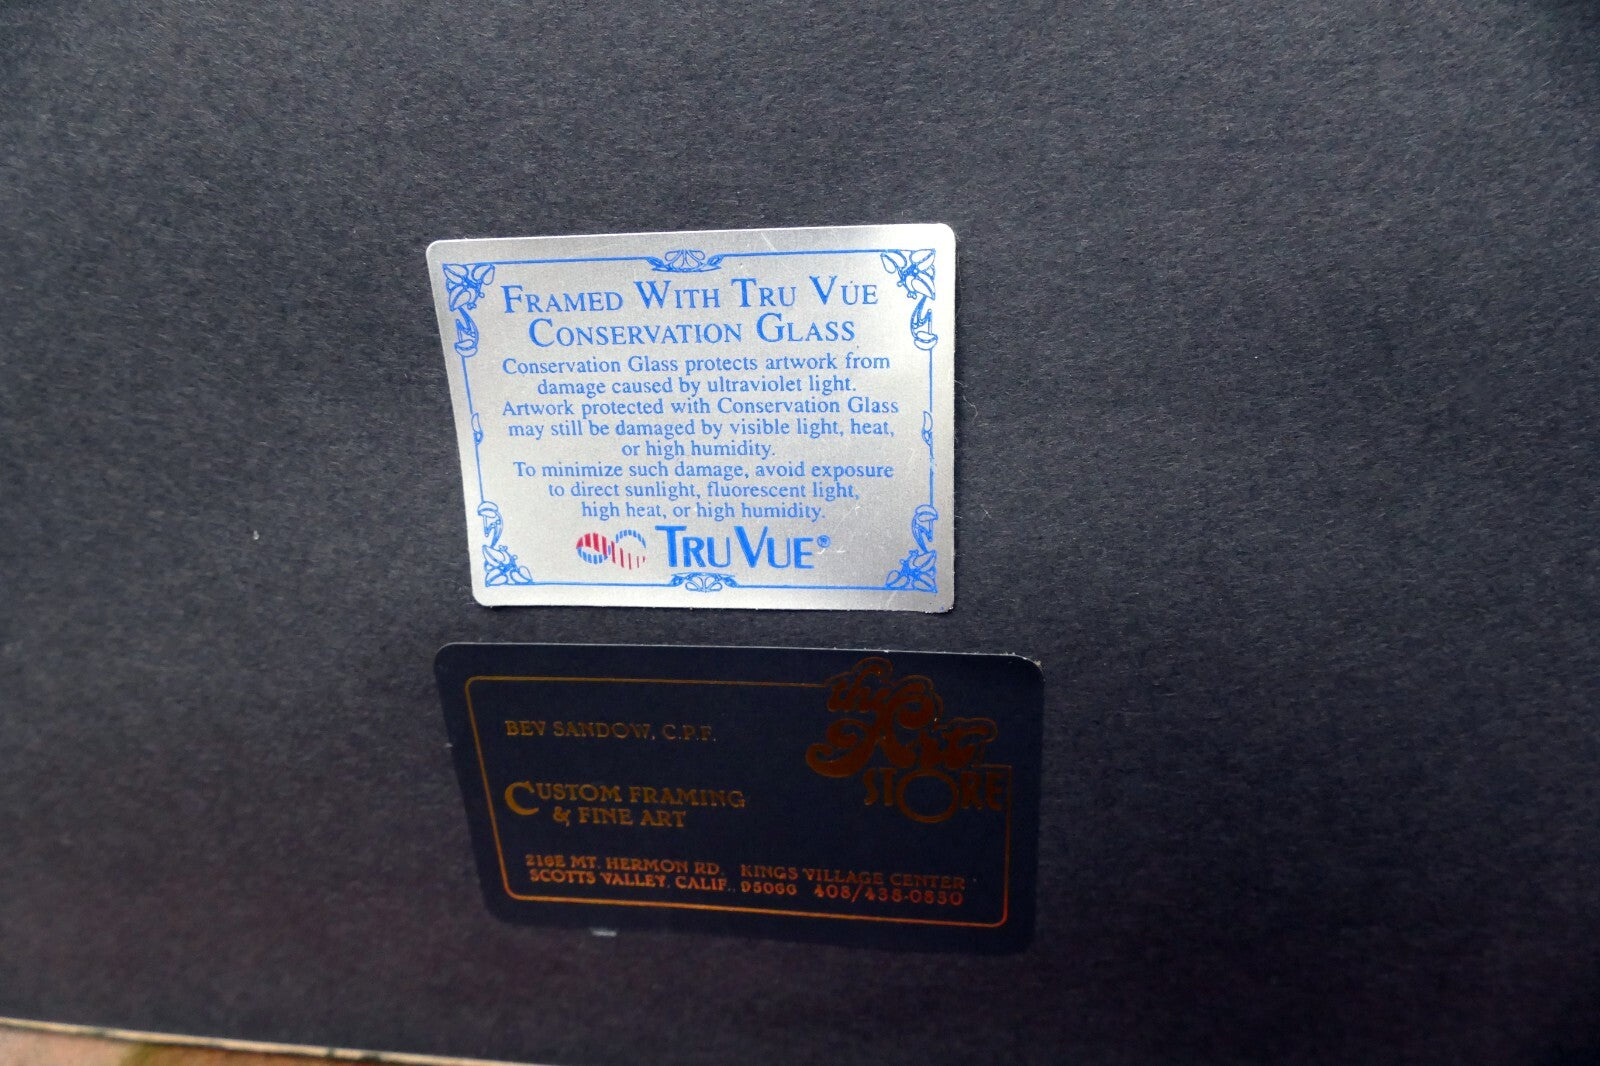 FRAMED WITH TRU VUE
CONSERVATION GLASS
Conservation Glass protects artwork from
damage caused by ultraviolet light.
Artwork protected with Conservation Glass
may still be damaged by visible light, heat,
or high humidity.
To minimize such damage, avoid exposure
to direct sunlight, fluorescent light,
high heat, or high humidity.
TRU VUE®
the Art
STORE
BEV SANDOW, C.P.F.
CUSTOM FRAMING
& FINE ART
216E MT. HERMON RD. KINGS VILLAGE CENTER
SCOTTS VALLEY, CALIF., 95066 408/438-0830